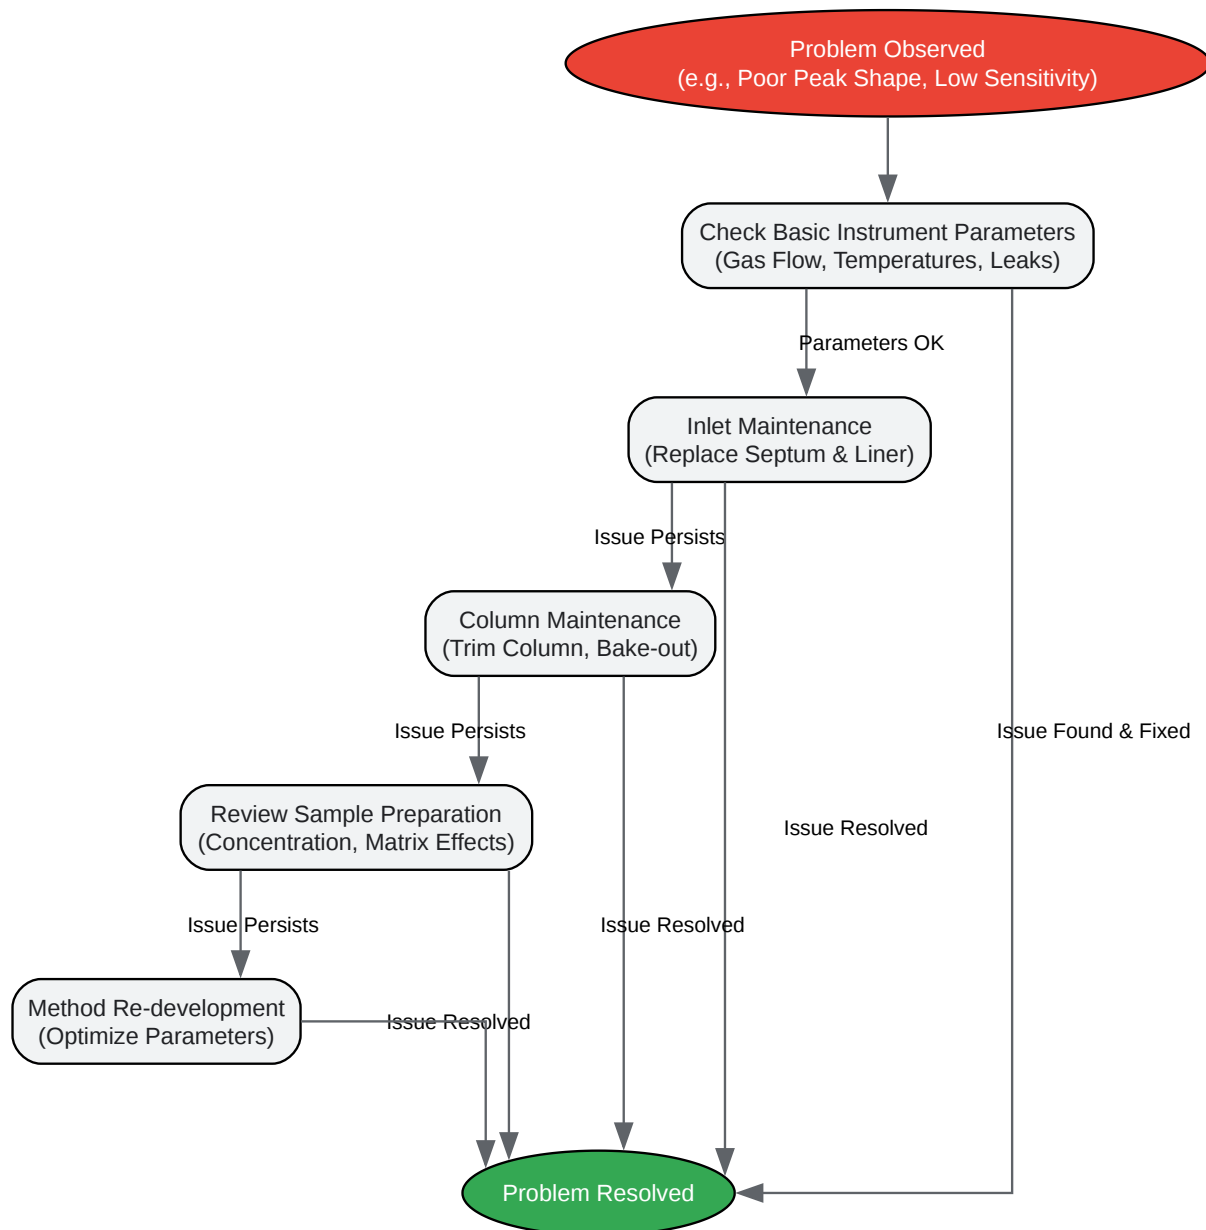 Problem Observed
(e.g., Poor Peak Shape, Low Sensitivity)
Check Basic Instrument Parameters
(Gas Flow, Temperatures, Leaks)
Parameters OK
Inlet Maintenance
(Replace Septum & Liner)
Issue Persists
Column Maintenance
(Trim Column, Bake-out)
Issue Persists
Issue Found & Fixed
Review Sample Preparation
(Concentration, Matrix Effects)
Issue Resolved
Issue Persists
Issue Resolved
Method Re-development
(Optimize Parameters)
Issue Resolved
Problem Resolved